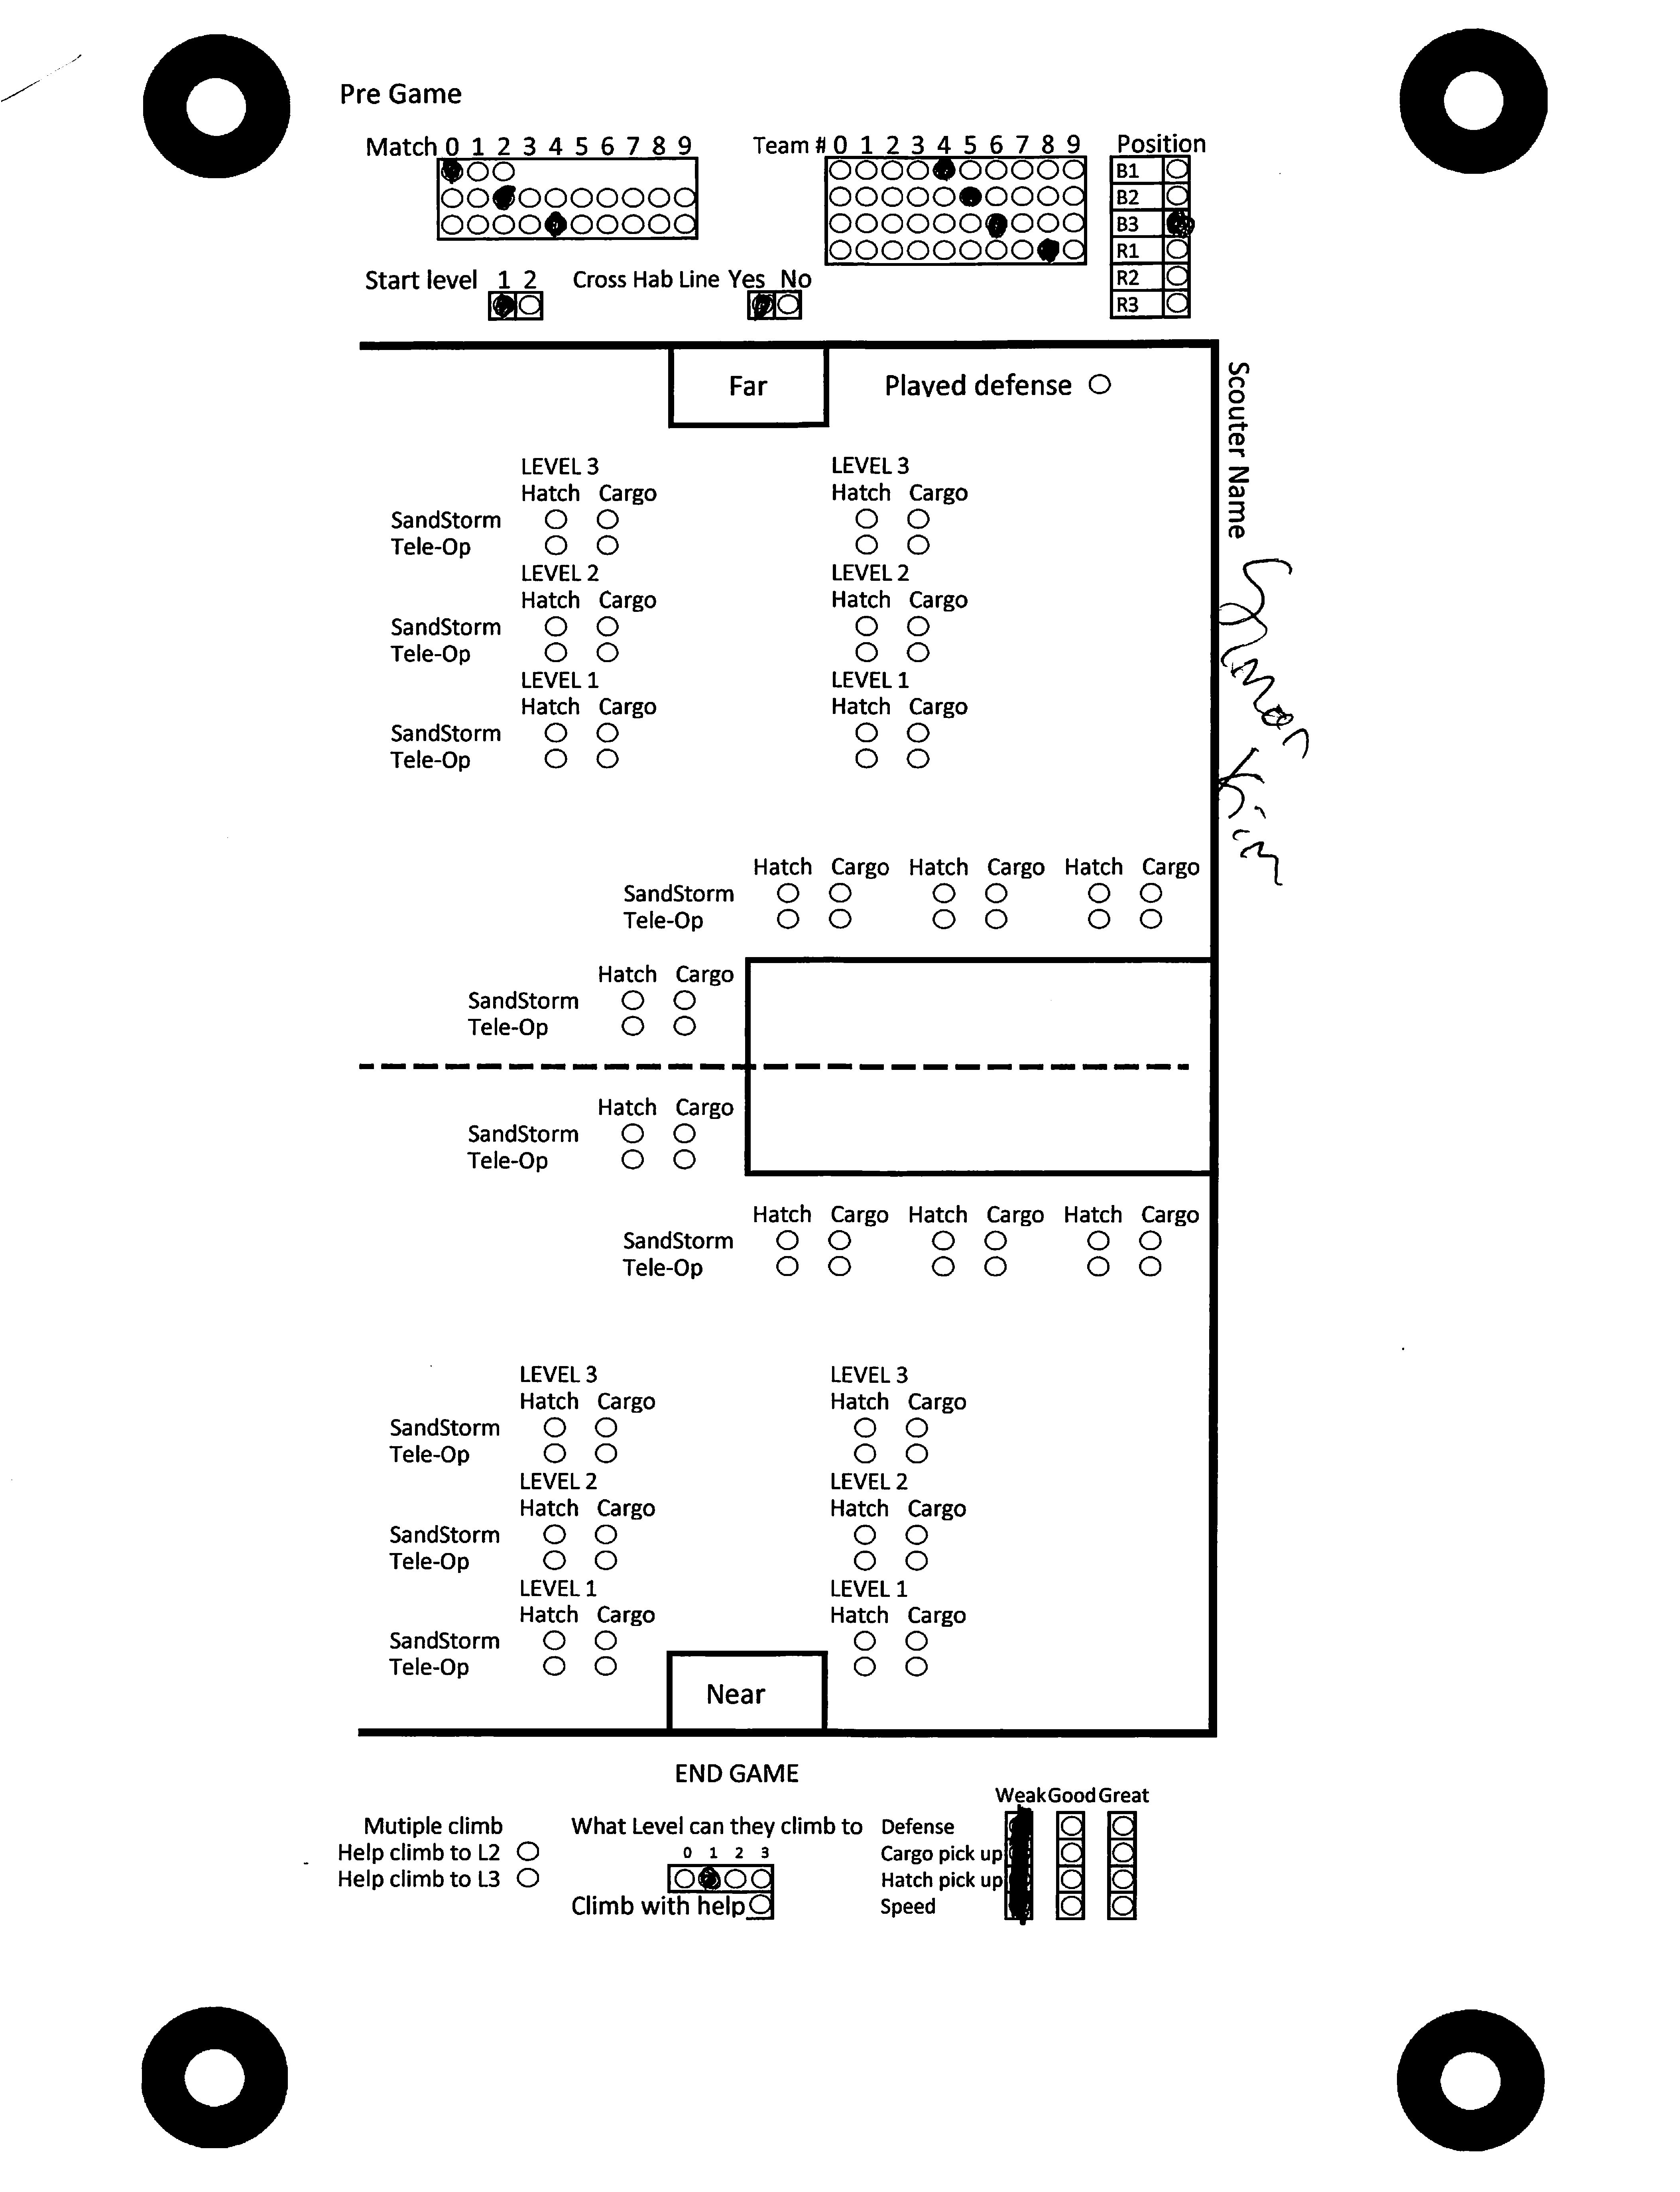 Pre Game
Match 0 1 2 3 4 5 6 7 8 9
Team # 0 1 2 3 4 5 6 7 8 9
Position
B1
B2
B3
R1
R2
R3
Start level 1 2
Cross Hab Line Yes No
Far
Played defense
Scouter Name
Kim
LEVEL 3 LEVEL 3
Hatch Cargo Hatch Cargo
SandStorm
Tele-Op
LEVEL 2 LEVEL 2
Hatch Cargo Hatch Cargo
SandStorm
Tele-Op
LEVEL 1 LEVEL 1
Hatch Cargo Hatch Cargo
SandStorm
Tele-Op
Hatch Cargo Hatch Cargo Hatch Cargo
SandStorm
Tele-Op
Hatch Cargo
SandStorm
Tele-Op
Hatch Cargo
SandStorm
Tele-Op
Hatch Cargo Hatch Cargo Hatch Cargo
SandStorm
Tele-Op
LEVEL 3 LEVEL 3
Hatch Cargo Hatch Cargo
SandStorm
Tele-Op
LEVEL 2 LEVEL 2
Hatch Cargo Hatch Cargo
SandStorm
Tele-Op
LEVEL 1 LEVEL 1
Hatch Cargo Hatch Cargo
SandStorm
Tele-Op
Near
END GAME
Mutiple climb
Help climb to L2
Help climb to L3
What Level can they climb to
0 1 2 3
Climb with help
Weak Good Great
Defense
Cargo pick up
Hatch pick up
Speed